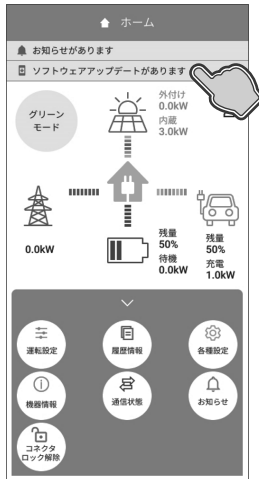 ホーム
お知らせがあります
ソフトウェアアップデートがあります
グリーン
モード
外付け
0.0kW
内蔵
3.0kW
0.0kW
残量
50%
待機
0.0kW
残量
50%
充電
1.0kW
運転設定
履歴情報
各種設定
機器情報
通信状態
お知らせ
コネクタ
ロック解除